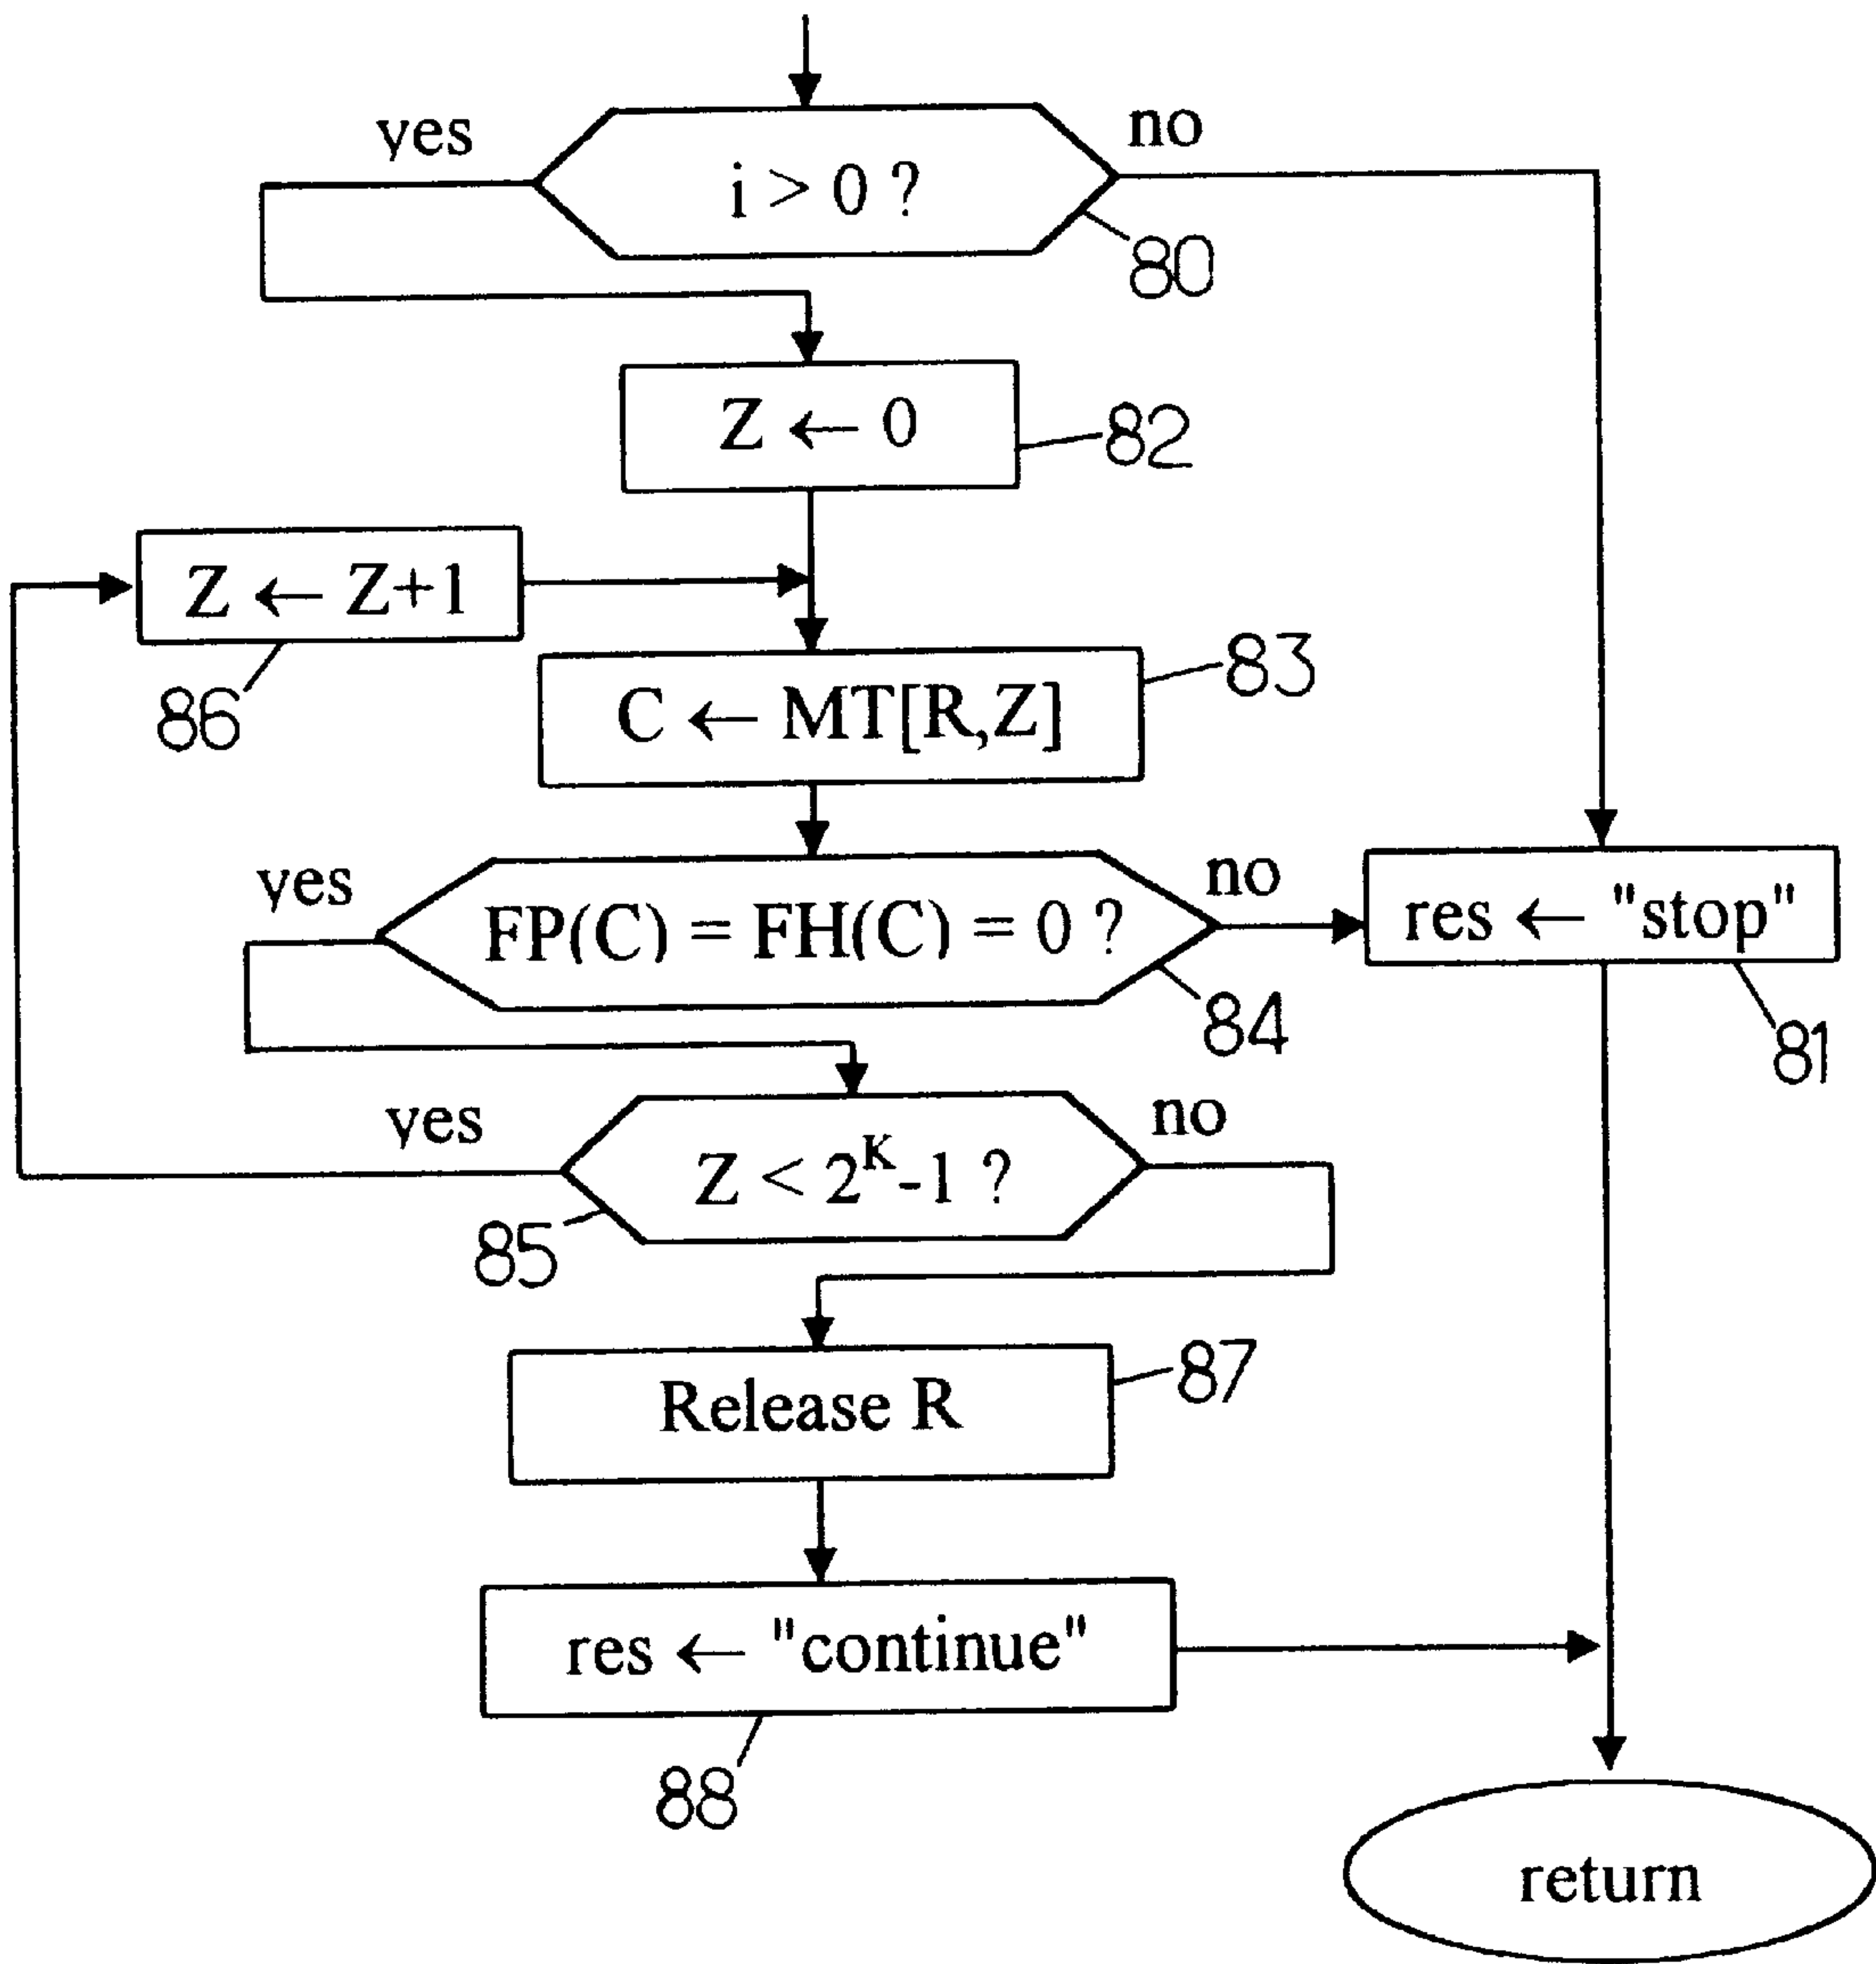 yes
no
i > 0 ?
80
Z ← 0
82
Z ← Z+1
86
C ← MT[R,Z]
83
yes
no
FP(C) = FH(C) = 0 ?
84
res ← "stop"
81
yes
no
Z < 2^K-1 ?
85
Release R
87
res ← "continue"
88
return